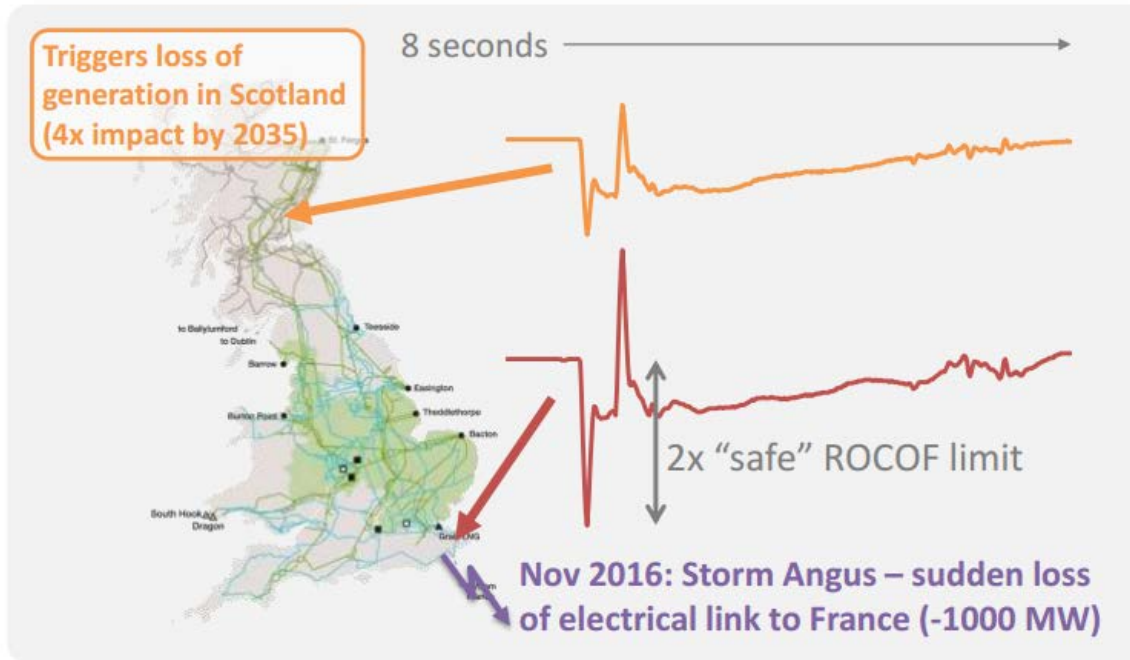 Triggers loss of
generation in Scotland
(4x impact by 2035)
8 seconds
to Ballylumford
to Dublin
Barrow
Teesside
Burton Point
Easington
Theddlethorpe
Bacton
South Hook
Dragon
2x “safe” ROCOF limit
Nov 2016: Storm Angus – sudden loss
of electrical link to France (-1000 MW)